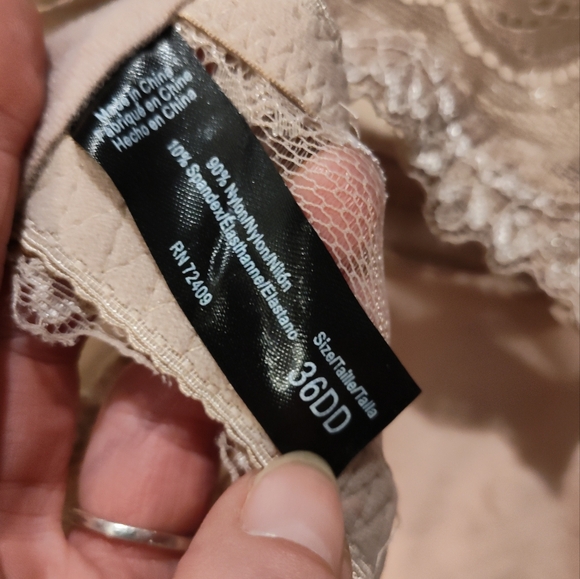 Made in China
Fabriqué en Chine
Hecho en China
90% Nylon/Nylon/Nilón
10% Spandex/Élasthanne/Elastano
RN 72409
Size/Taille/Talla
36DD